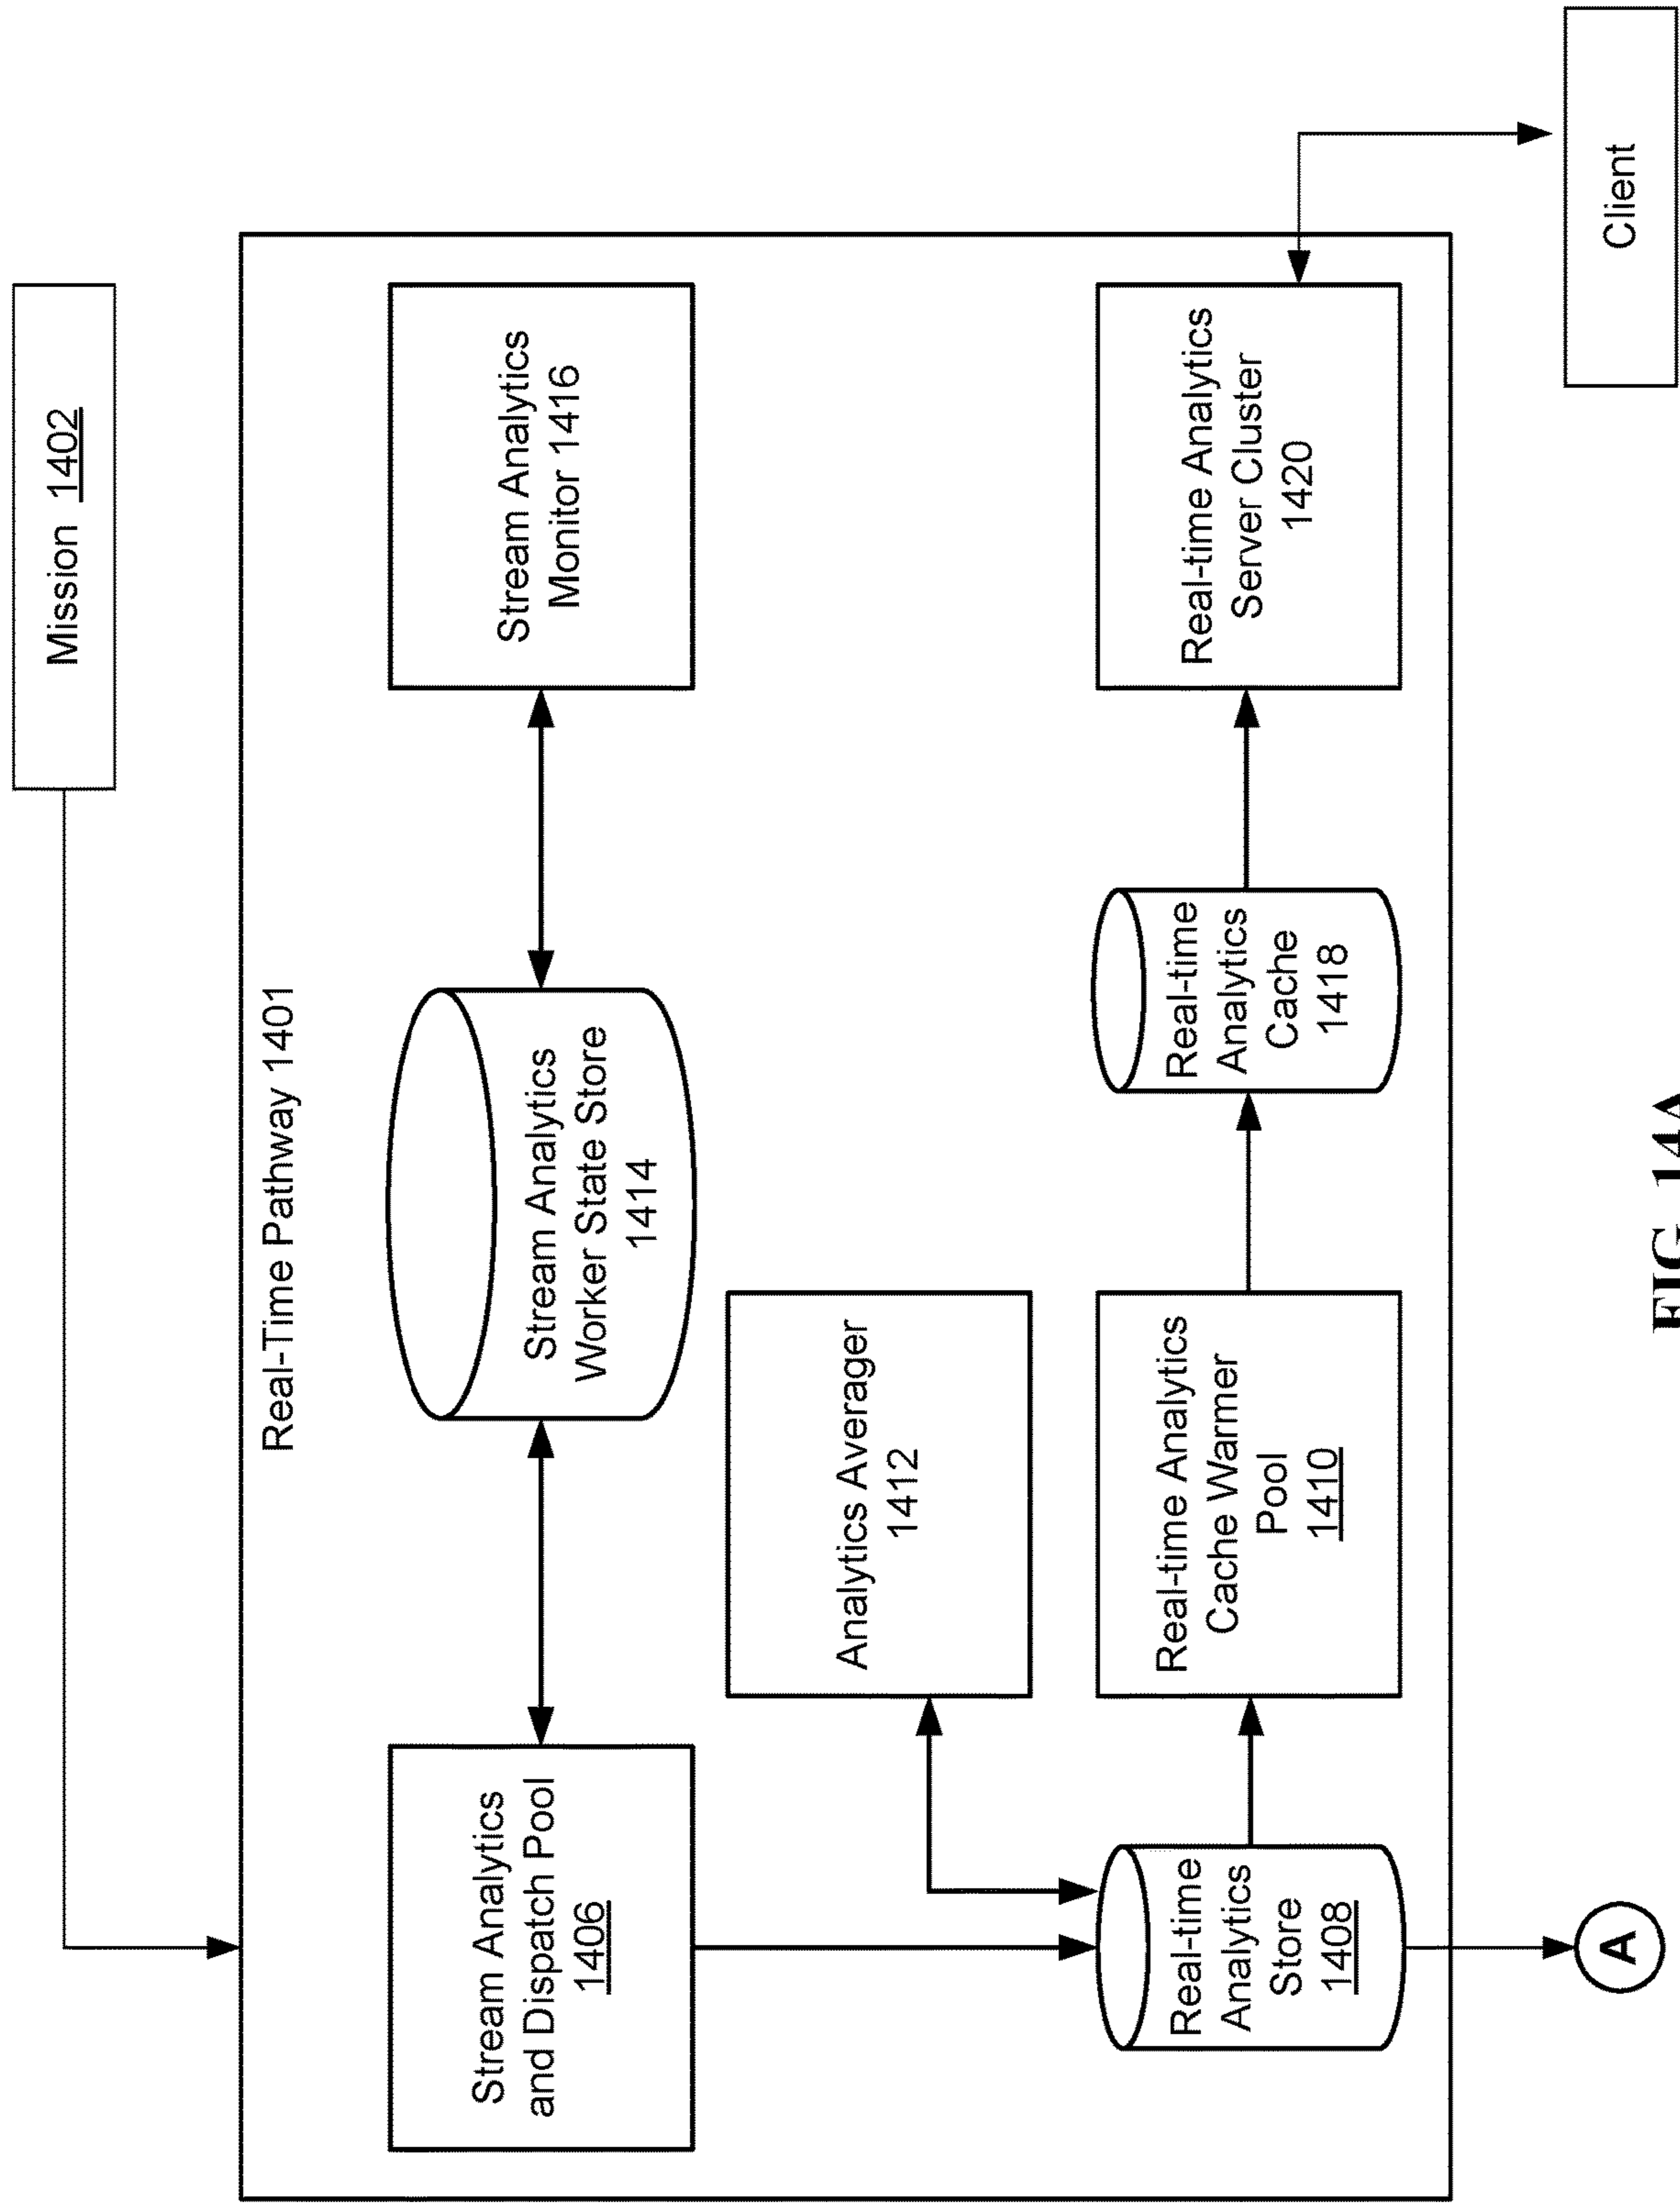 Mission 1402
Real-Time Pathway 1401
Stream Analytics
and Dispatch Pool
1406
Stream Analytics
Worker State Store
1414
Stream Analytics
Monitor 1416
Analytics Averager
1412
Real-time
Analytics
Store
1408
Real-time Analytics
Cache Warmer
Pool
1410
Real-time
Analytics
Cache
1418
Real-time Analytics
Server Cluster
1420
A
Client
FIG. 14A